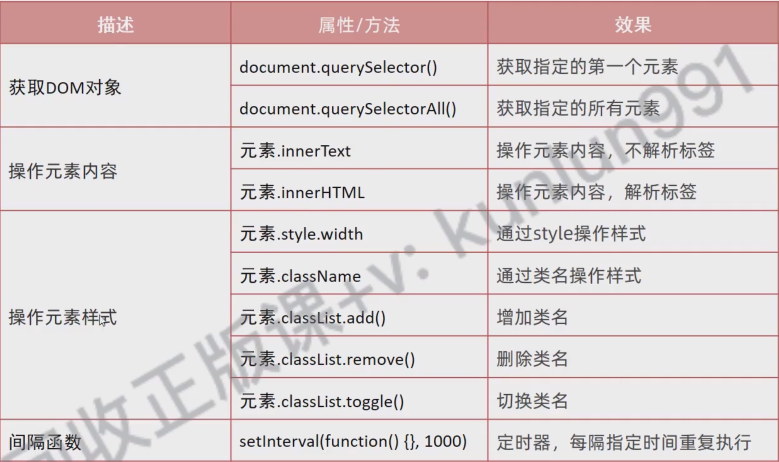 描述 属性/方法 效果
获取DOM对象 document.querySelector() 获取指定的第一个元素
document.querySelectorAll() 获取指定的所有元素
操作元素内容 元素.innerText 操作元素内容，不解析标签
元素.innerHTML 操作元素内容，解析标签
操作元素样式 元素.style.width 通过style操作样式
元素.className 通过类名操作样式
元素.classList.add() 增加类名
元素.classList.remove() 删除类名
元素.classList.toggle() 切换类名
间隔函数 setInterval(function() {}, 1000) 定时器，每隔指定时间重复执行
回收正版课+v: kunlun991